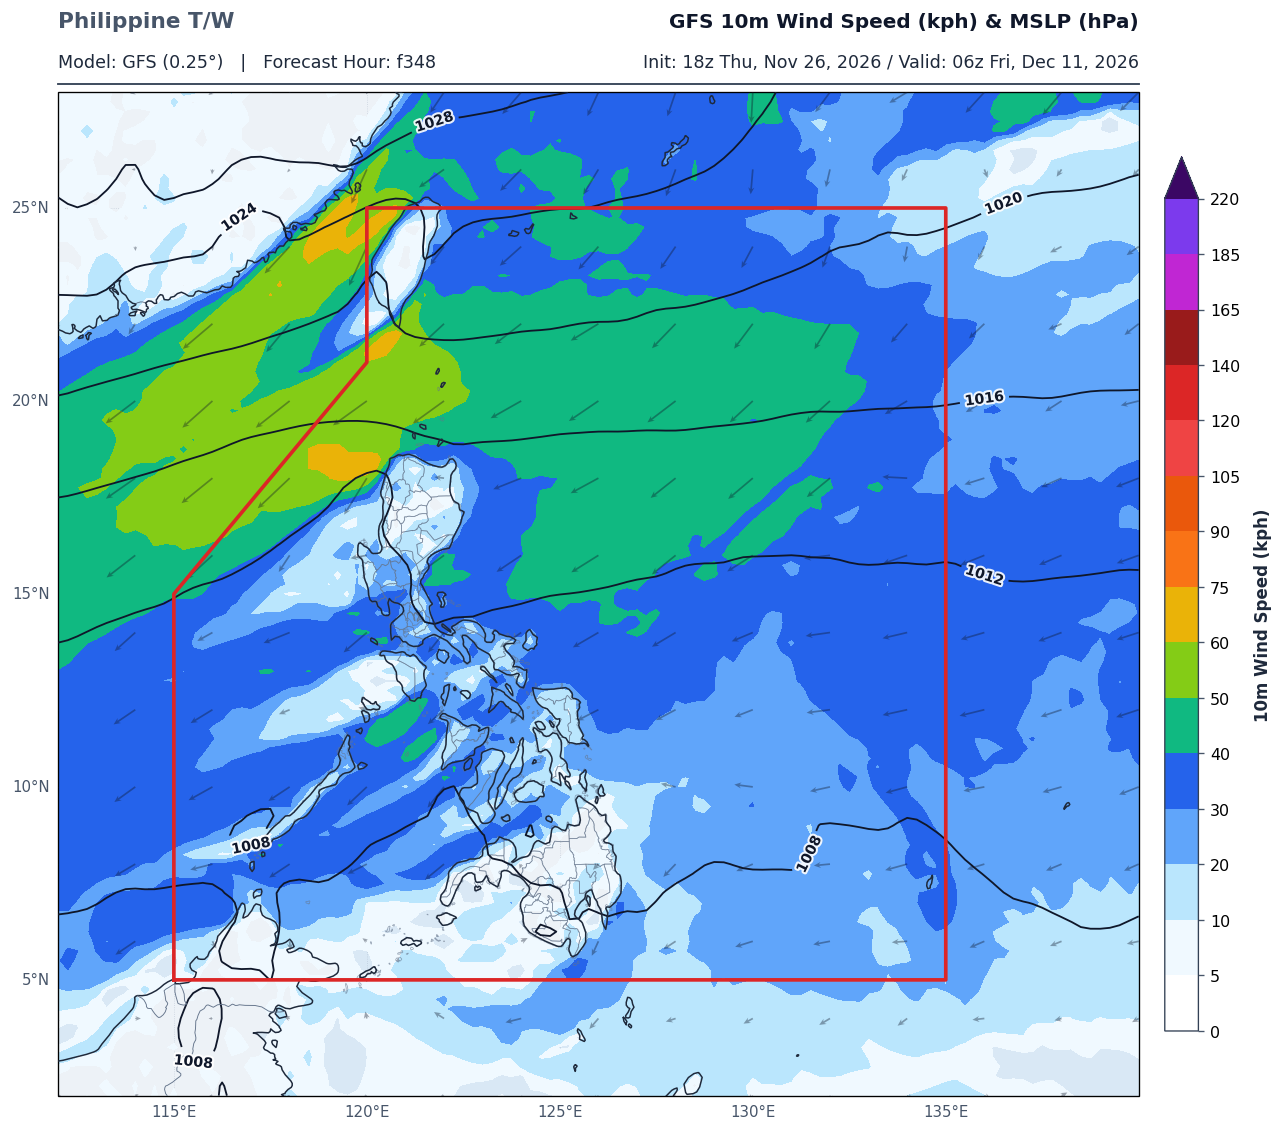 Philippine T/W
GFS 10m Wind Speed (kph) & MSLP (hPa)
Model: GFS (0.25°) | Forecast Hour: f348
Init: 18z Thu, Nov 26, 2026 / Valid: 06z Fri, Dec 11, 2026
1028
1024
1020
1016
1012
1008
1008
1008
25°N
20°N
15°N
10°N
5°N
115°E
120°E
125°E
130°E
135°E
220
185
165
140
120
105
90
75
60
50
40
30
20
10
5
0
10m Wind Speed (kph)